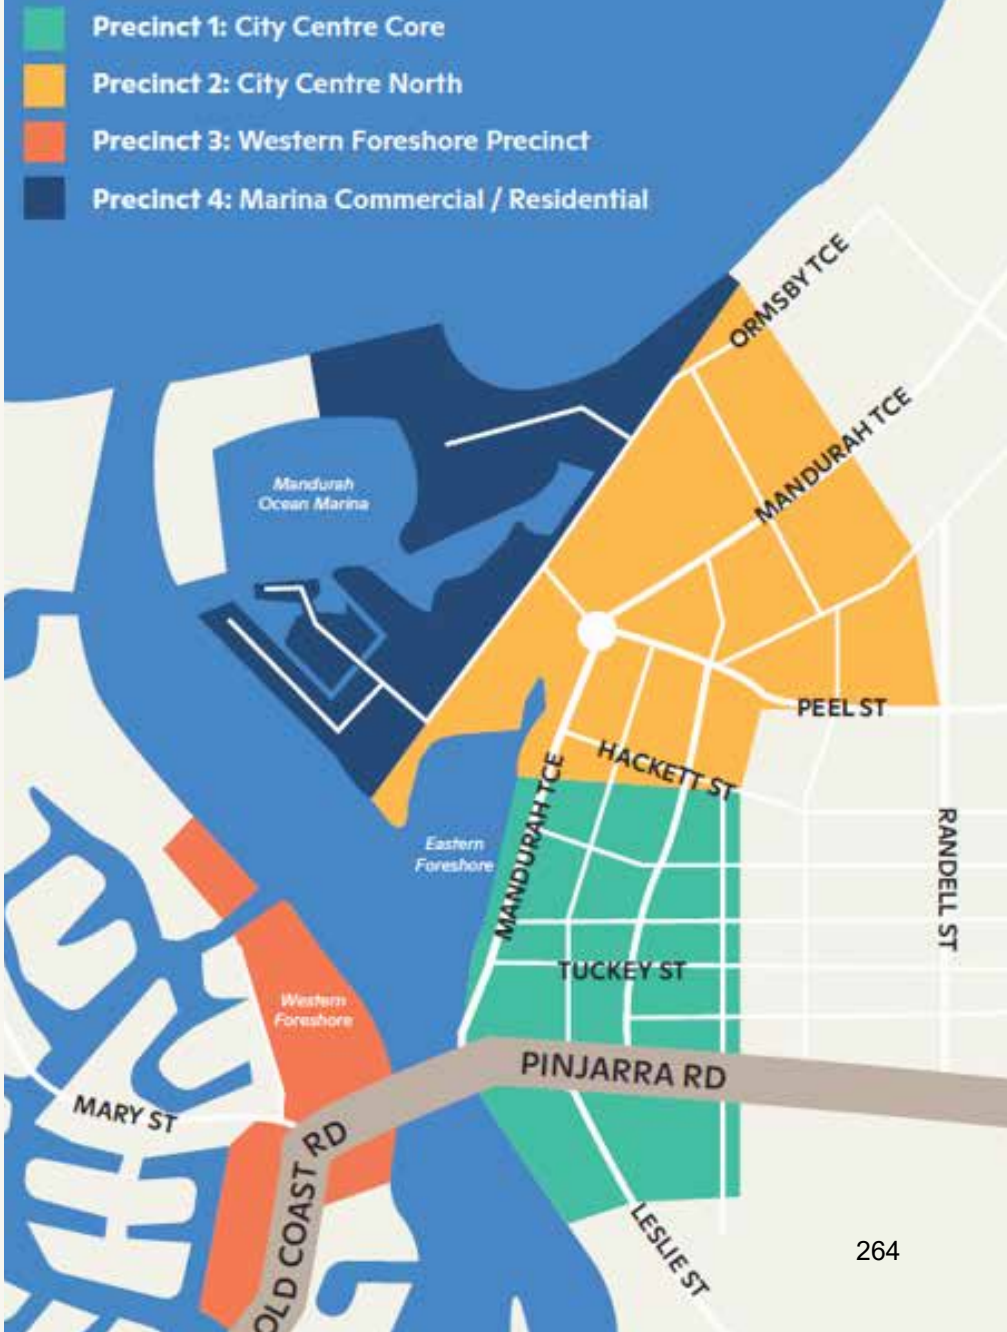 Precinct 1: City Centre Core
Precinct 2: City Centre North
Precinct 3: Western Foreshore Precinct
Precinct 4: Marina Commercial / Residential
ORMSBY TCE
MANDURAH TCE
Mandurah
Ocean Marina
PEEL ST
HACKETT ST
MANDURAH TCE
Eastern
Foreshore
RANDELL ST
TUCKEY ST
Western
Foreshore
PINJARRA RD
MARY ST
OLD COAST RD
LESLIE ST
264